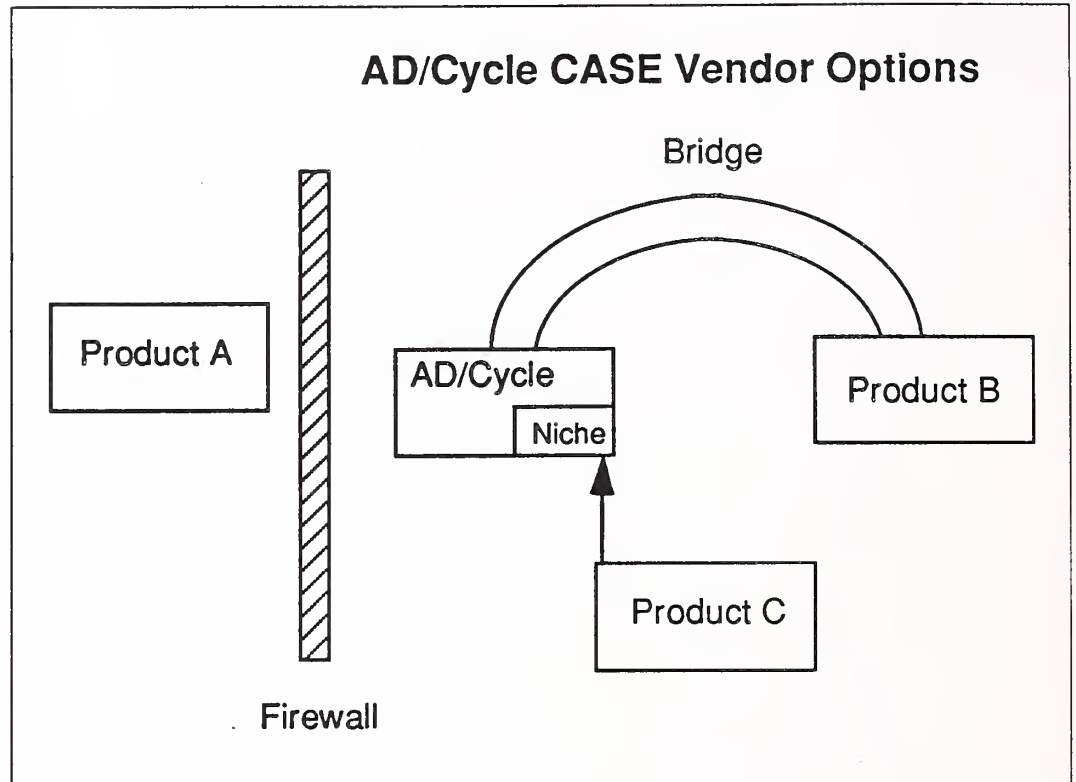 AD/Cycle CASE Vendor Options
Bridge
Product A
AD/Cycle
Niche
Product B
Product C
Firewall